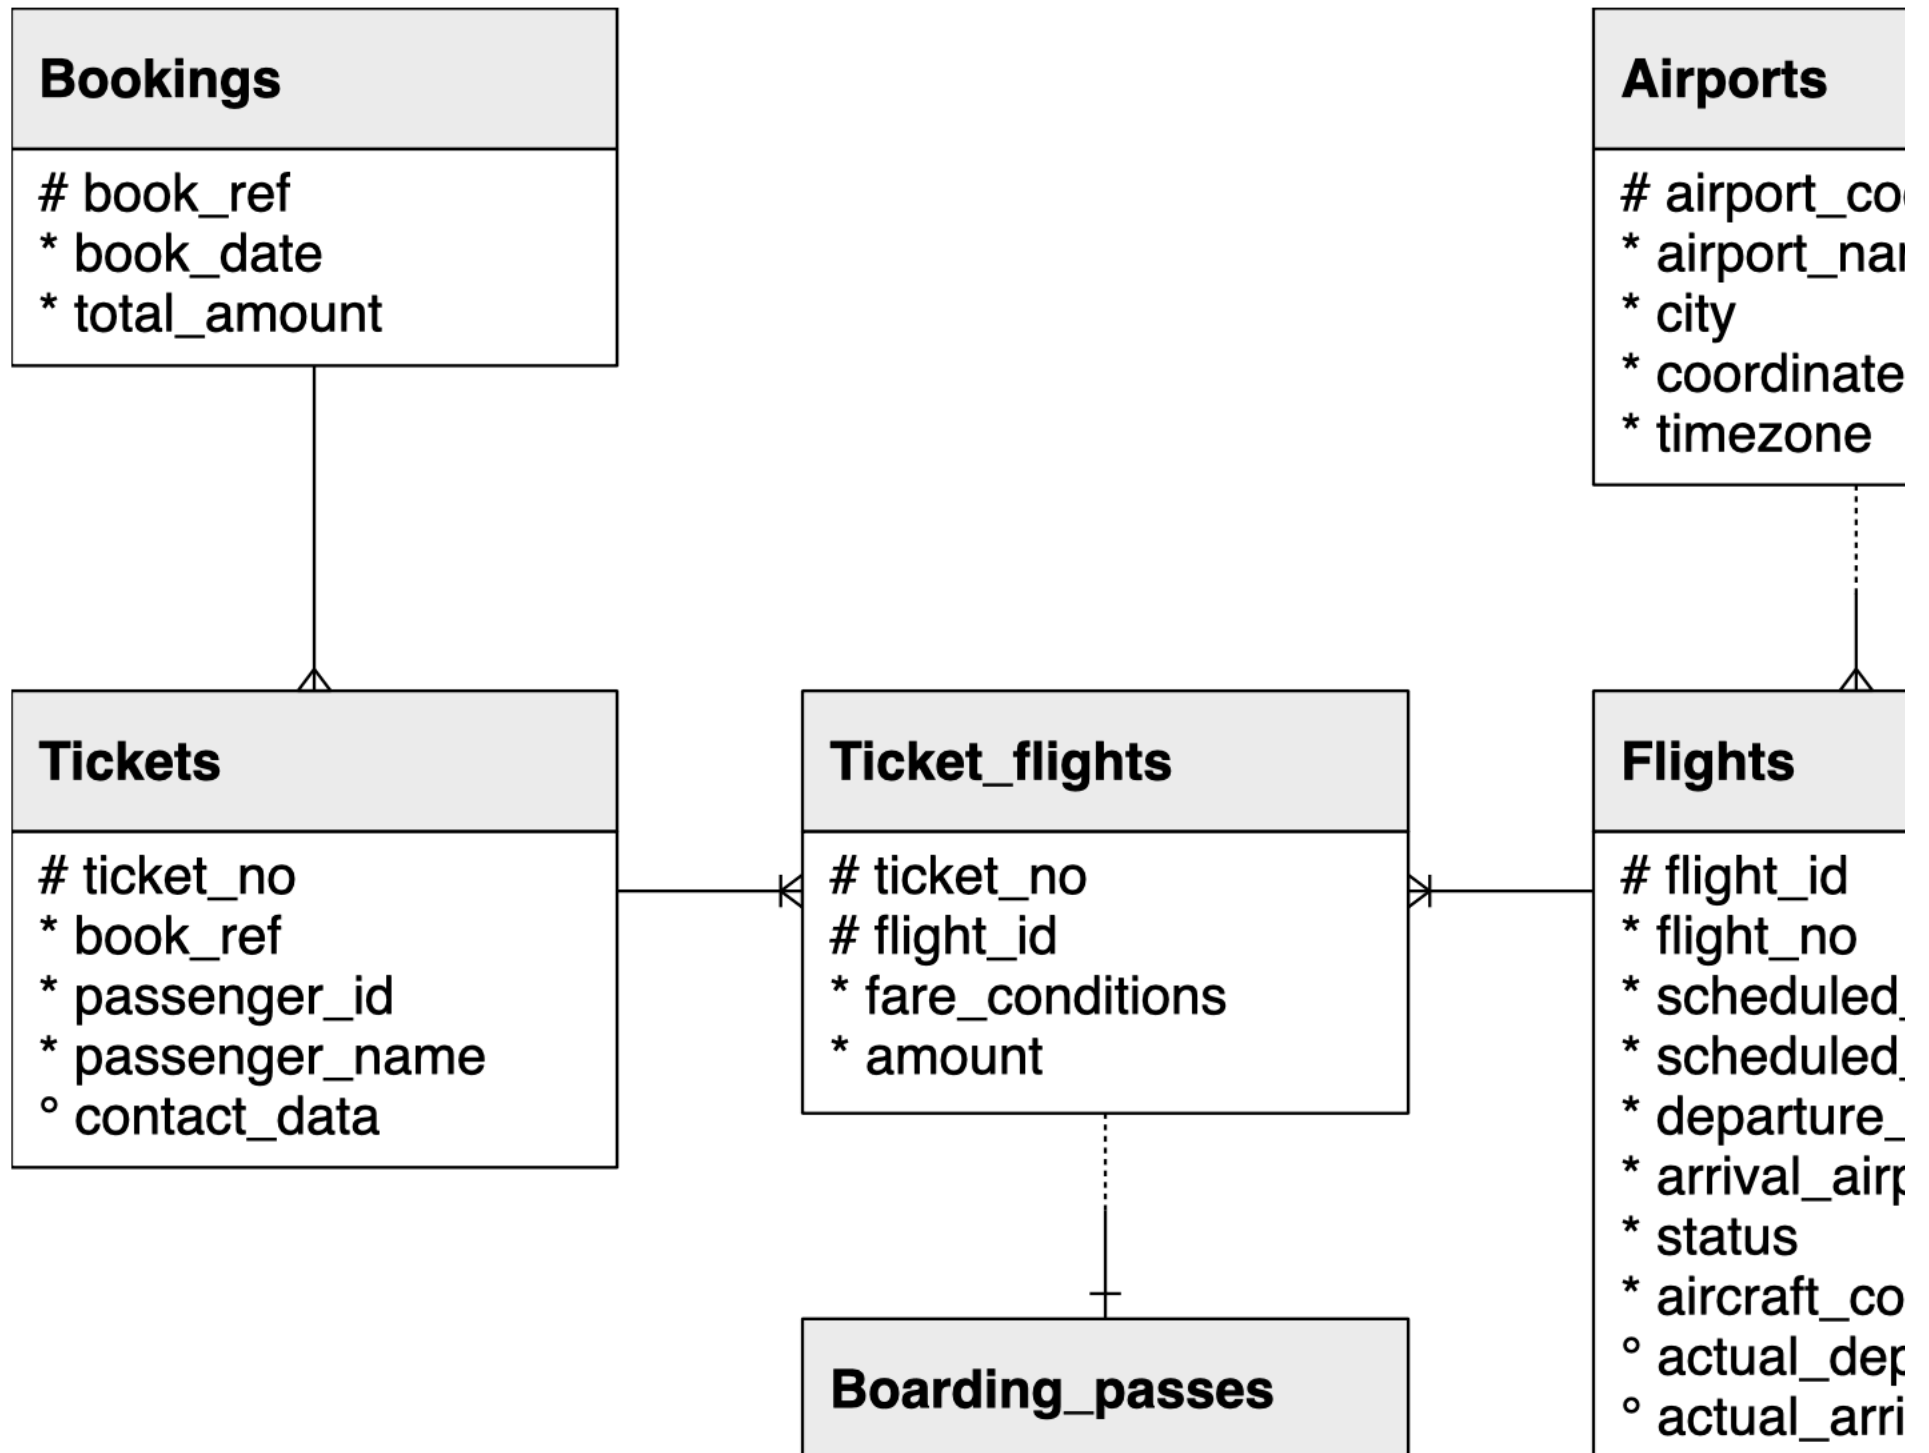 Bookings
# book_ref
* book_date
* total_amount
Airports
# airport_co
* airport_na
* city
* coordinate
* timezone
Tickets
# ticket_no
* book_ref
* passenger_id
* passenger_name
° contact_data
Ticket_flights
# ticket_no
# flight_id
* fare_conditions
* amount
Flights
# flight_id
* flight_no
* scheduled_
* scheduled_
* departure_
* arrival_airp
* status
* aircraft_co
° actual_dep
° actual_arri
Boarding_passes